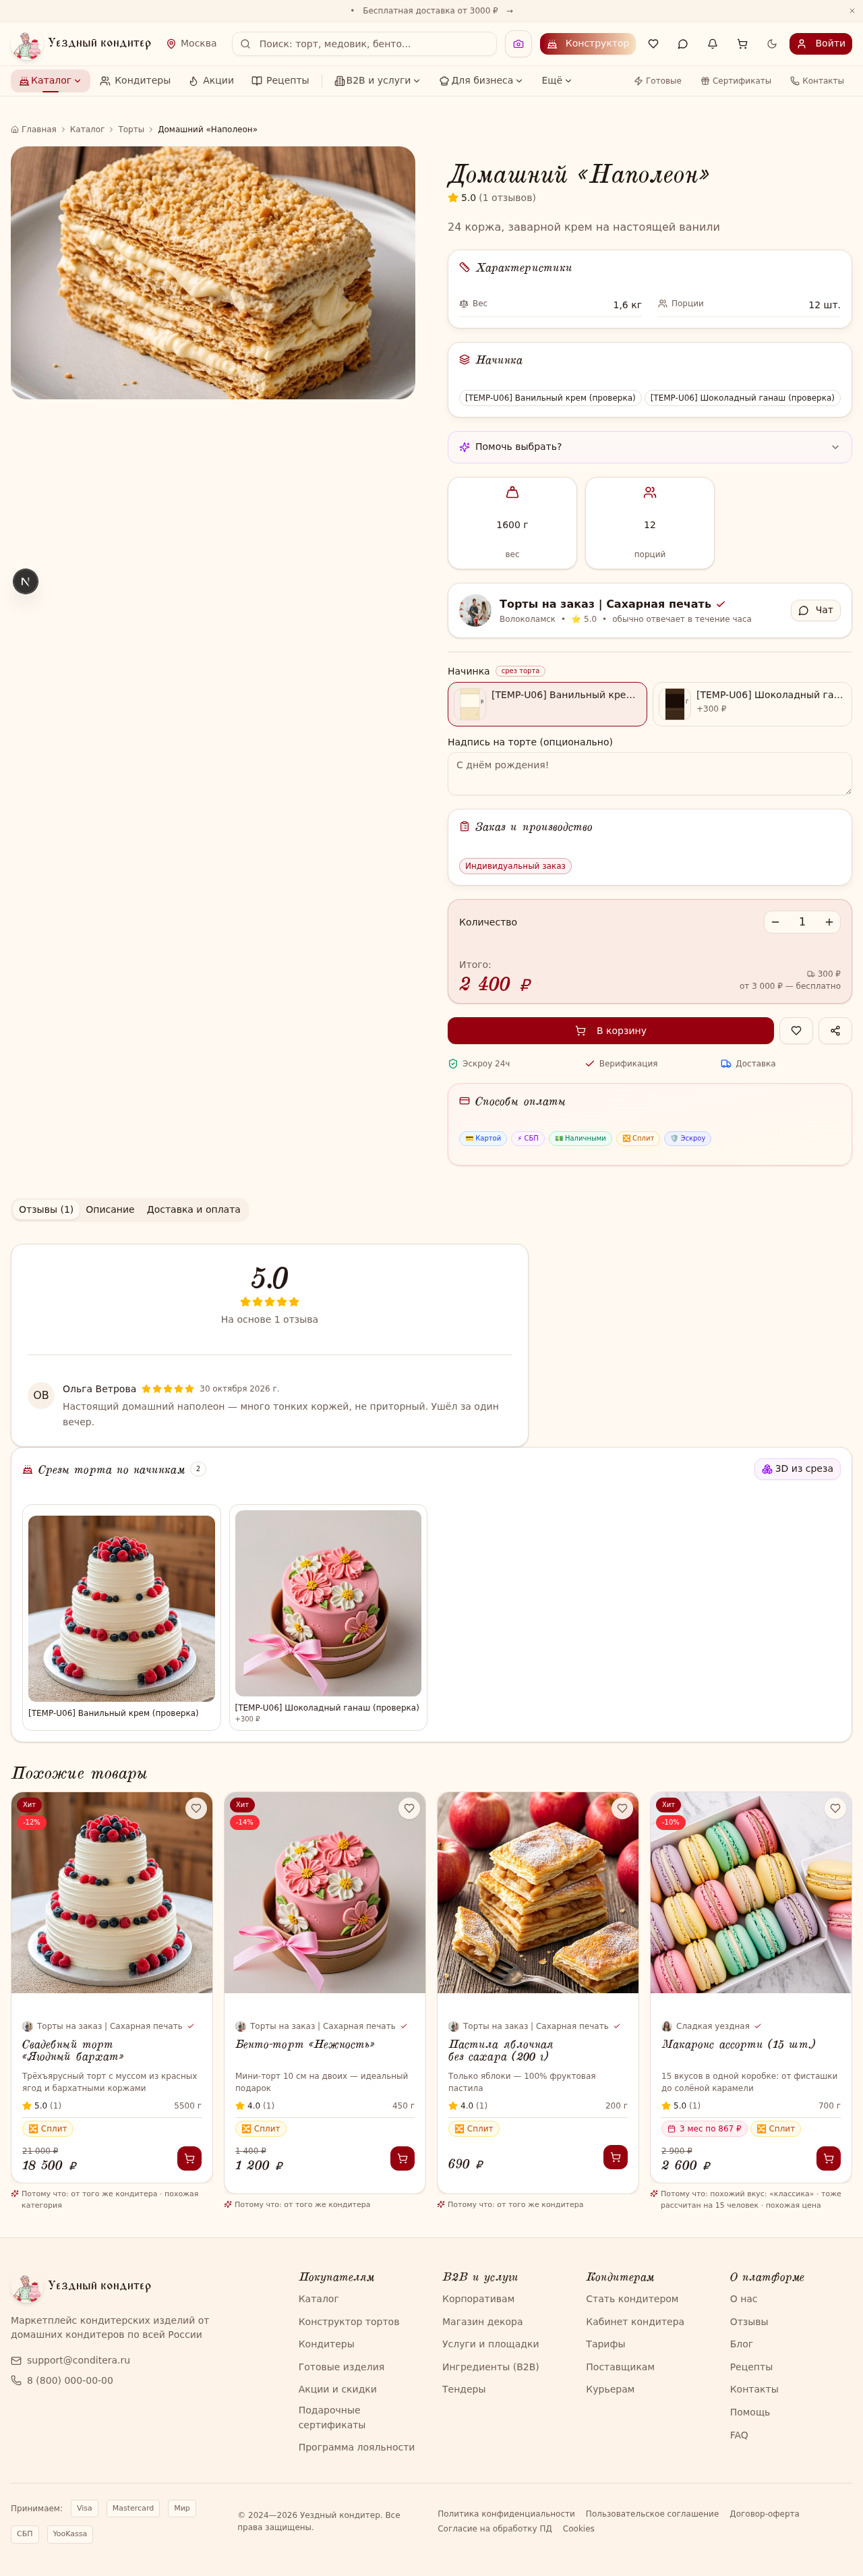 • Бесплатная доставка от 3000 ₽ →
Уездный кондитер
Москва
Поиск: торт, медовик, бенто...
Конструктор
Войти
Каталог
Кондитеры
Акции
Рецепты
B2B и услуги
Для бизнеса
Ещё
Готовые
Сертификаты
Контакты
Главная > Каталог > Торты > Домашний «Наполеон»
Домашний «Наполеон»
5.0 (1 отзывов)
24 коржа, заварной крем на настоящей ванили
Характеристики
Вес 1,6 кг
Порции 12 шт.
Начинка
[TEMP-U06] Ванильный крем (проверка)
[TEMP-U06] Шоколадный ганаш (проверка)
Помочь выбрать?
1600 г
вес
12
порций
N
Торты на заказ | Сахарная печать
Волоколамск • 5.0 • обычно отвечает в течение часа
Чат
Начинка срез торта
[TEMP-U06] Ванильный кре...
[TEMP-U06] Шоколадный га...
+300 ₽
Надпись на торте (опционально)
С днём рождения!
Заказ и производство
Индивидуальный заказ
Количество
1
Итого:
2 400 ₽
300 ₽
от 3 000 ₽ — бесплатно
В корзину
Эскроу 24ч
Верификация
Доставка
Способы оплаты
Картой
СБП
Наличными
Сплит
Эскроу
Отзывы (1)
Описание
Доставка и оплата
5.0
На основе 1 отзыва
ОВ
Ольга Ветрова 30 октября 2026 г.
Настоящий домашний наполеон — много тонких коржей, не приторный. Ушёл за один
вечер.
Срезы торта по начинкам 2
3D из среза
[TEMP-U06] Ванильный крем (проверка)
[TEMP-U06] Шоколадный ганаш (проверка)
+300 ₽
Похожие товары
Хит
-12%
Торты на заказ | Сахарная печать
Свадебный торт
«Ягодный бархат»
Трёхъярусный торт с муссом из красных
ягод и бархатными коржами
5.0 (1) 5500 г
Сплит
21 000 ₽
18 500 ₽
Потому что: от того же кондитера · похожая
категория
Хит
-14%
Торты на заказ | Сахарная печать
Бенто-торт «Нежность»
Мини-торт 10 см на двоих — идеальный
подарок
4.0 (1) 450 г
Сплит
1 400 ₽
1 200 ₽
Потому что: от того же кондитера
Торты на заказ | Сахарная печать
Пастила яблочная
без сахара (200 г)
Только яблоки — 100% фруктовая
пастила
4.0 (1) 200 г
Сплит
690 ₽
Потому что: от того же кондитера
Хит
-10%
Сладкая уездная
Макаронс ассорти (15 шт.)
15 вкусов в одной коробке: от фисташки
до солёной карамели
5.0 (1) 700 г
3 мес по 867 ₽
Сплит
2 900 ₽
2 600 ₽
Потому что: похожий вкус: «классика» · тоже
рассчитан на 15 человек · похожая цена
Уездный кондитер
Маркетплейс кондитерских изделий от
домашних кондитеров по всей России
support@conditera.ru
8 (800) 000-00-00
Покупателям
Каталог
Конструктор тортов
Кондитеры
Готовые изделия
Акции и скидки
Подарочные
сертификаты
Программа лояльности
B2B и услуги
Корпоративам
Магазин декора
Услуги и площадки
Ингредиенты (B2B)
Тендеры
Кондитерам
Стать кондитером
Кабинет кондитера
Тарифы
Поставщикам
Курьерам
О платформе
О нас
Отзывы
Блог
Рецепты
Контакты
Помощь
FAQ
Принимаем: Visa Mastercard Мир
СБП YooKassa
© 2024—2026 Уездный кондитер. Все
права защищены.
Политика конфиденциальности Пользовательское соглашение Договор-оферта
Согласие на обработку ПД Cookies